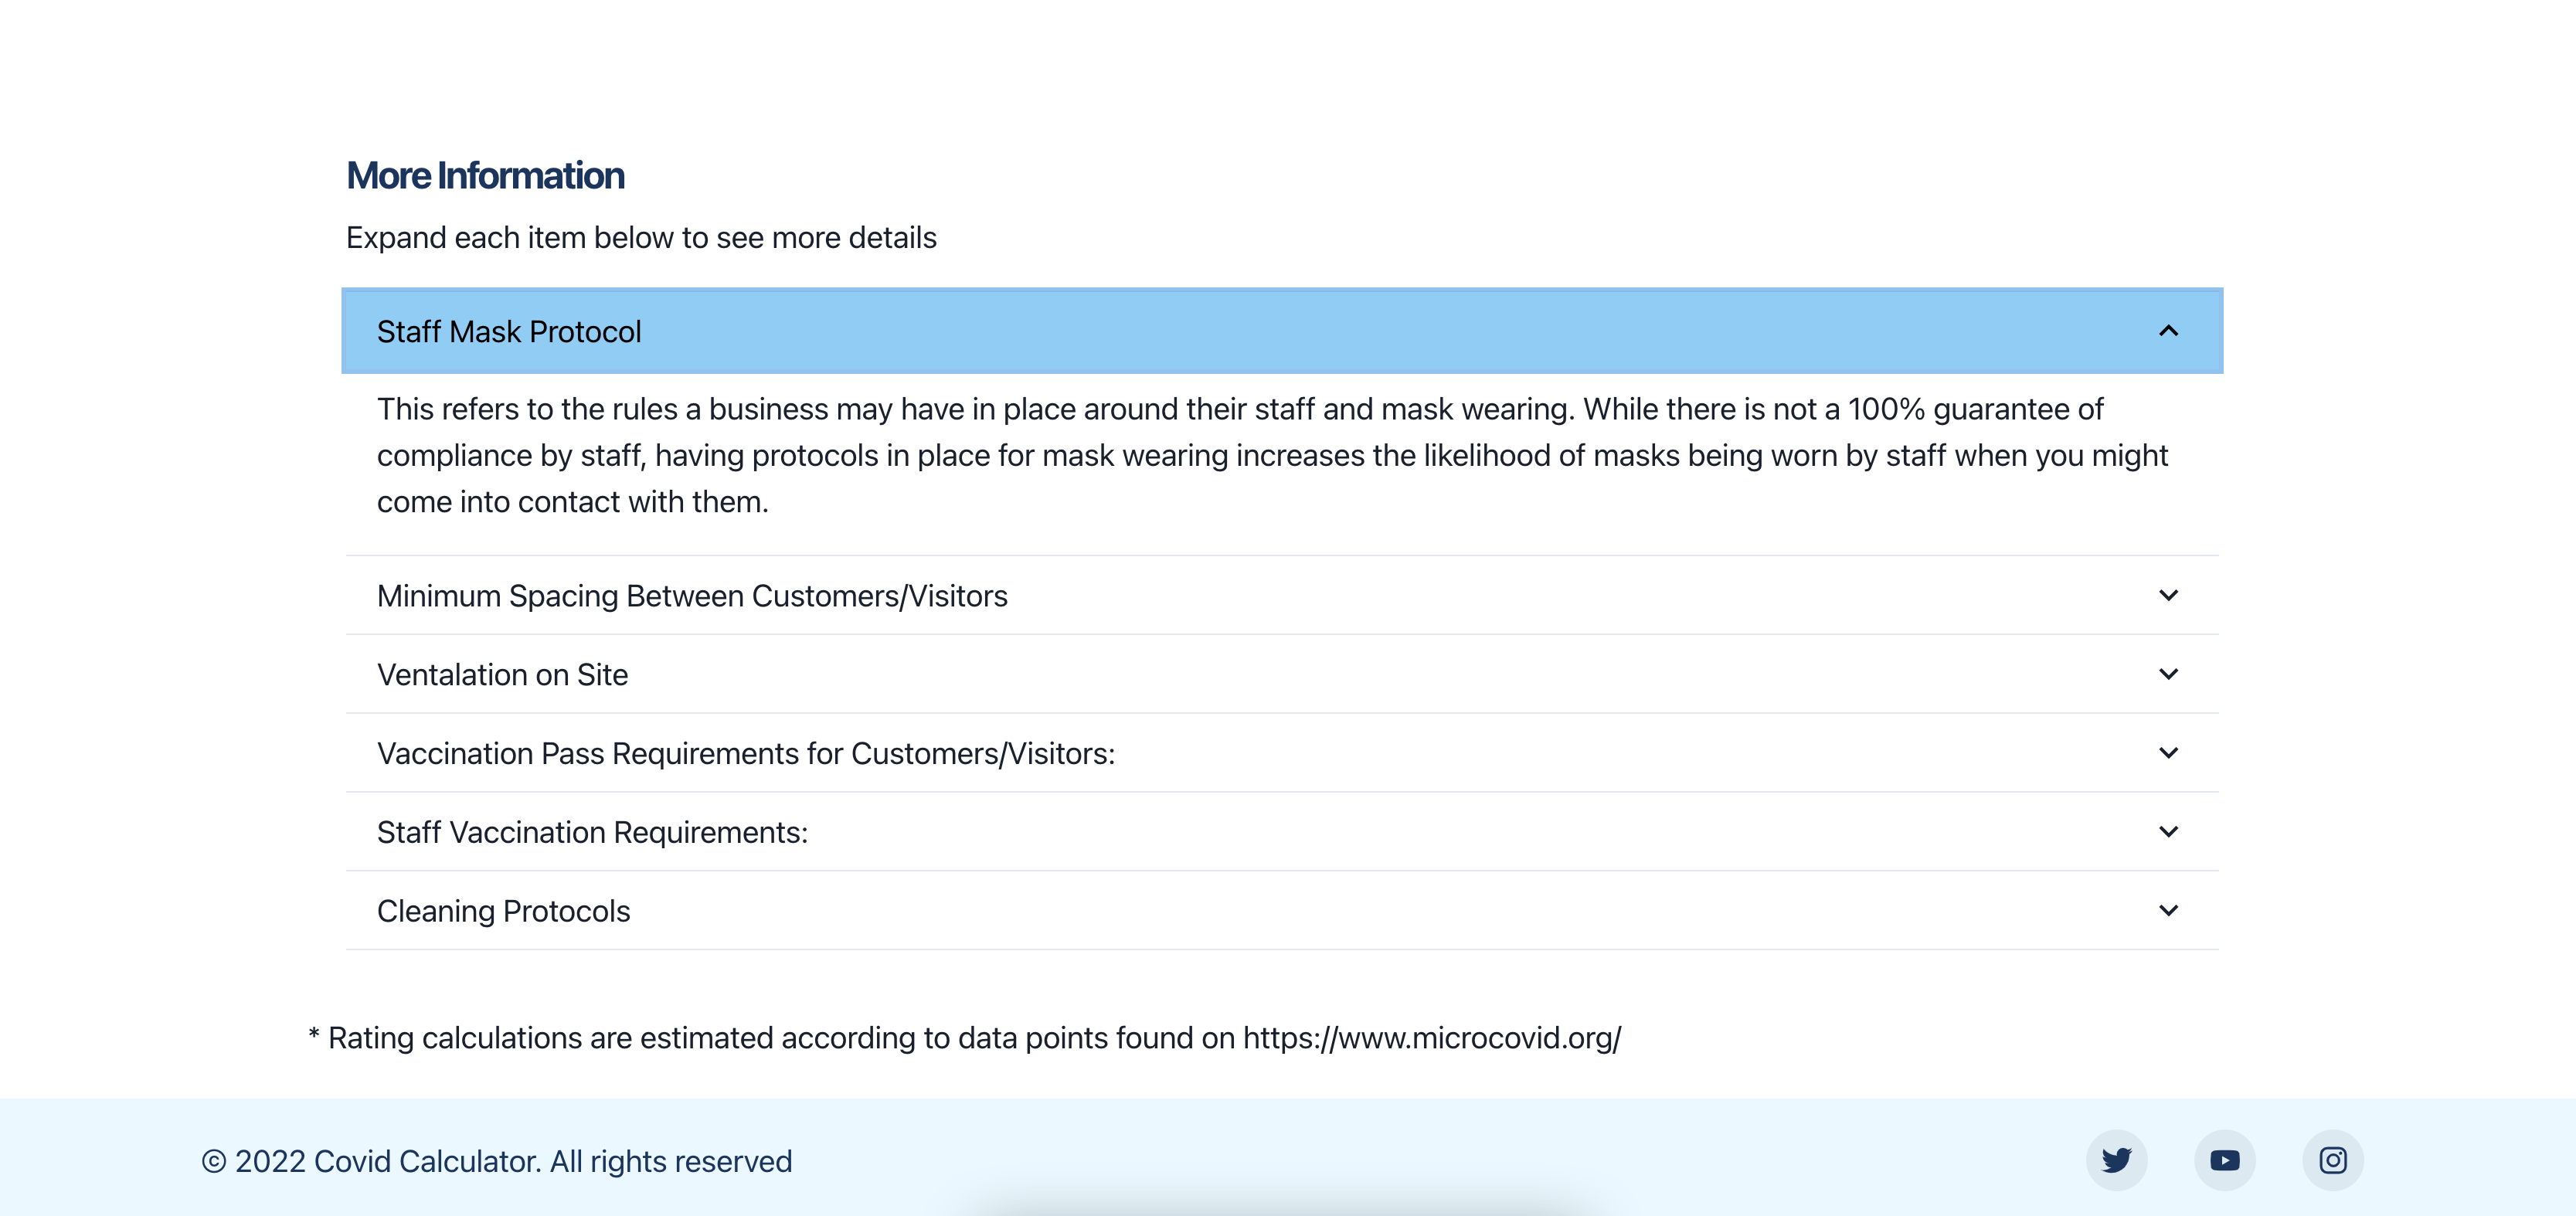 More Information
Expand each item below to see more details
Staff Mask Protocol
This refers to the rules a business may have in place around their staff and mask wearing. While there is not a 100% guarantee of
compliance by staff, having protocols in place for mask wearing increases the likelihood of masks being worn by staff when you might
come into contact with them.
Minimum Spacing Between Customers/Visitors
Ventalation on Site
Vaccination Pass Requirements for Customers/Visitors:
Staff Vaccination Requirements:
Cleaning Protocols
* Rating calculations are estimated according to data points found on https://www.microcovid.org/
© 2022 Covid Calculator. All rights reserved